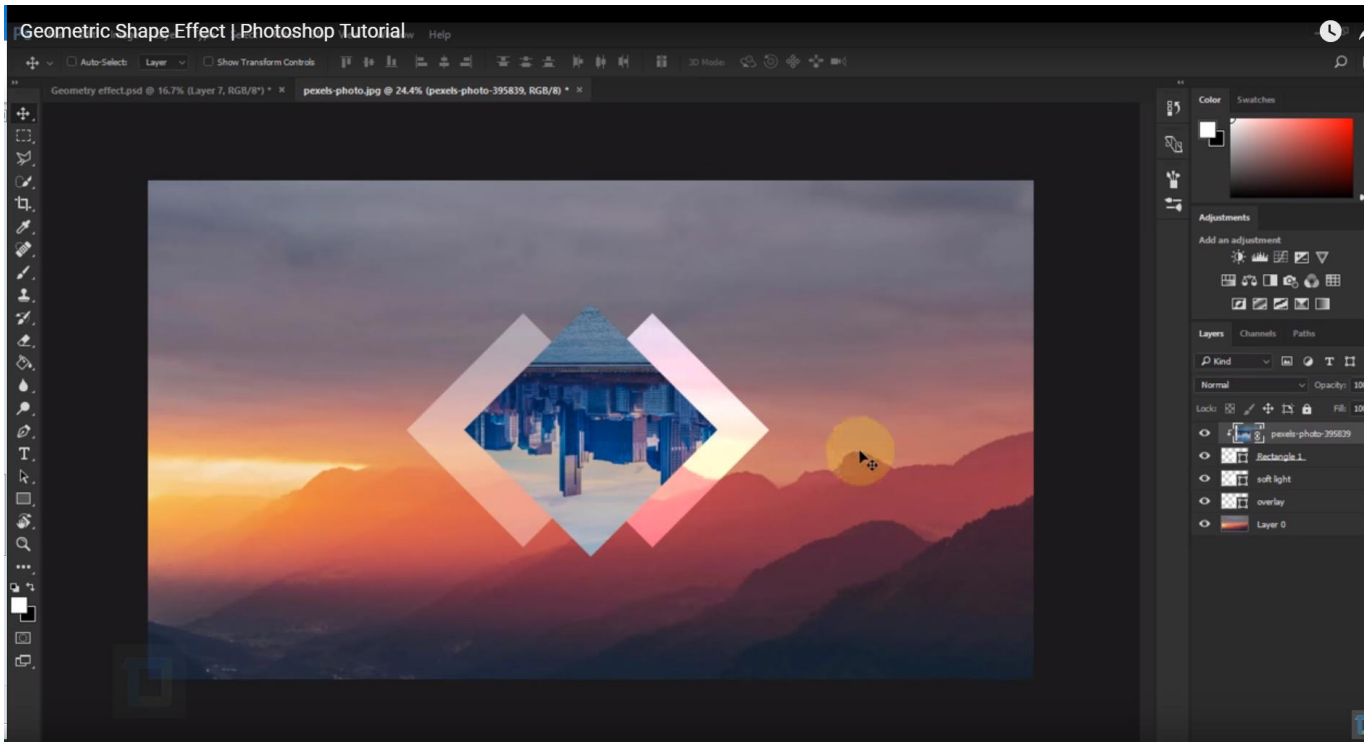 Geometric Shape Effect | Photoshop Tutorial
Help
Auto-Select:
Layer
Show Transform Controls
3D Mode:
Geometry effect.psd @ 16.7% (Layer 7, RGB/8*) * ×
pexels-photo.jpg @ 24.4% (pexels-photo-395839, RGB/8) * ×
Color
Swatches
Adjustments
Add an adjustment
Layers
Channels
Paths
Kind
Normal
Opacity:
Lock:
Fill:
pexels-photo-395839
Rectangle 1
soft light
overlay
Layer 0
T